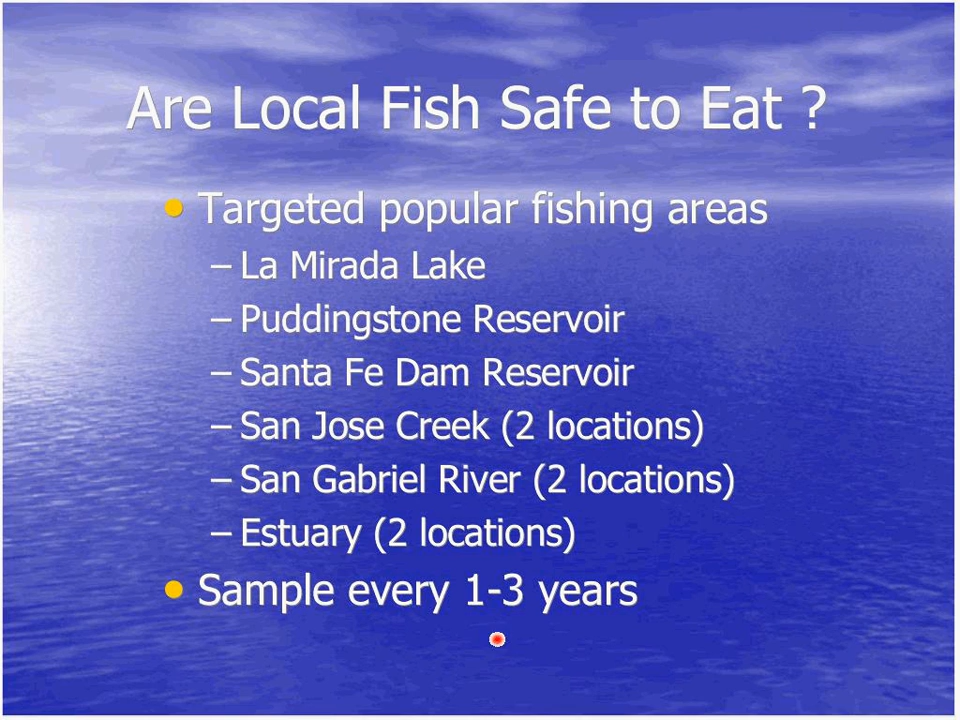 Are Local Fish Safe to Eat ?
• Targeted popular fishing areas
– La Mirada Lake
– Puddingstone Reservoir
– Santa Fe Dam Reservoir
– San Jose Creek (2 locations)
– San Gabriel River (2 locations)
– Estuary (2 locations)
• Sample every 1-3 years